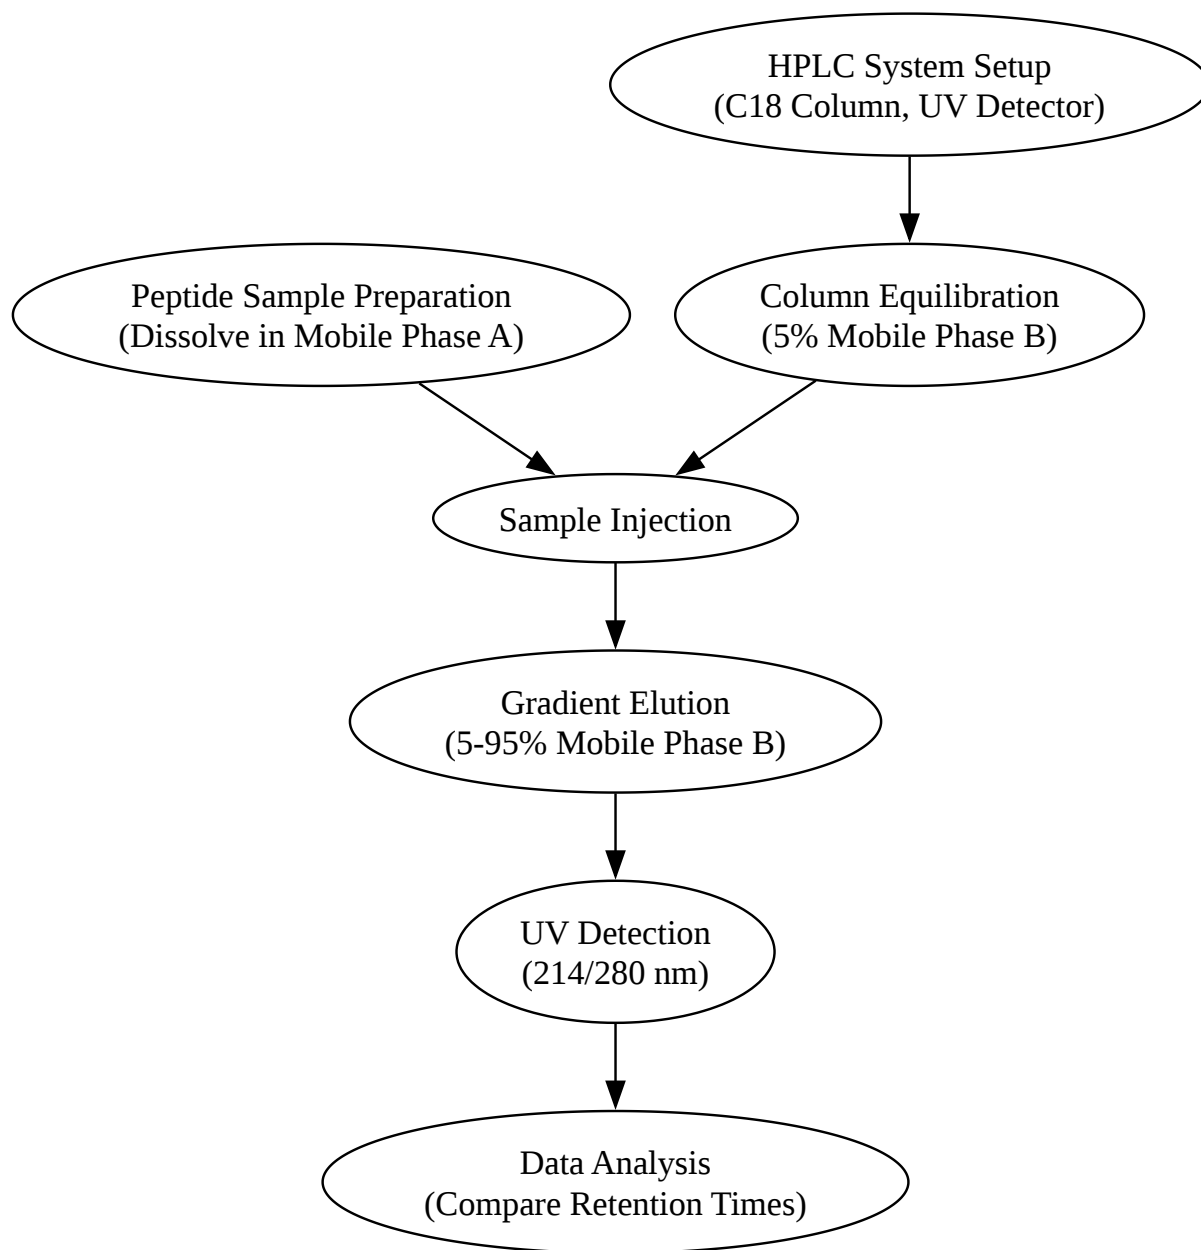 HPLC System Setup
(C18 Column, UV Detector)
Peptide Sample Preparation
(Dissolve in Mobile Phase A)
Column Equilibration
(5% Mobile Phase B)
Sample Injection
Gradient Elution
(5-95% Mobile Phase B)
UV Detection
(214/280 nm)
Data Analysis
(Compare Retention Times)